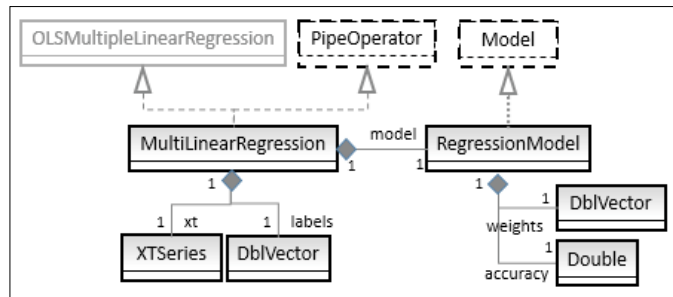 OLSMultipleLinearRegression
PipeOperator
Model
MultiLinearRegression
model
1
1
RegressionModel
1
1
1 xt
1 labels
1
DblVector
weights
1
XTSeries
DblVector
Double
accuracy